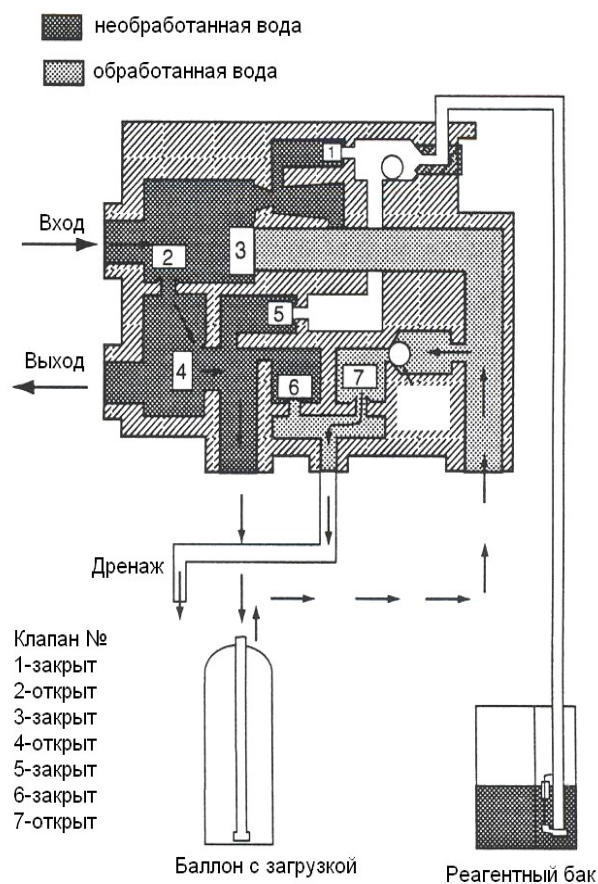 необработанная вода
обработанная вода
1
Вход
2
3
5
Выход
4
6
7
Дренаж
Клапан №
1-закрыт
2-открыт
3-закрыт
4-открыт
5-закрыт
6-закрыт
7-открыт
Баллон с загрузкой
Реагентный бак